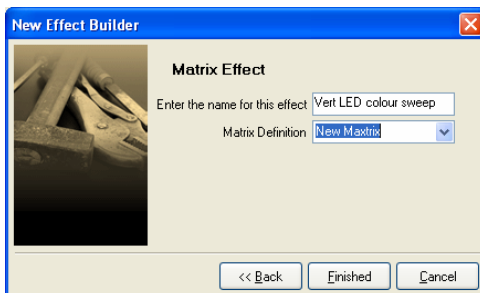 New Effect Builder
Matrix Effect
Enter the name for this effect Vert LED colour sweep
Matrix Definition New Maxtrix
<< Back Finished Cancel